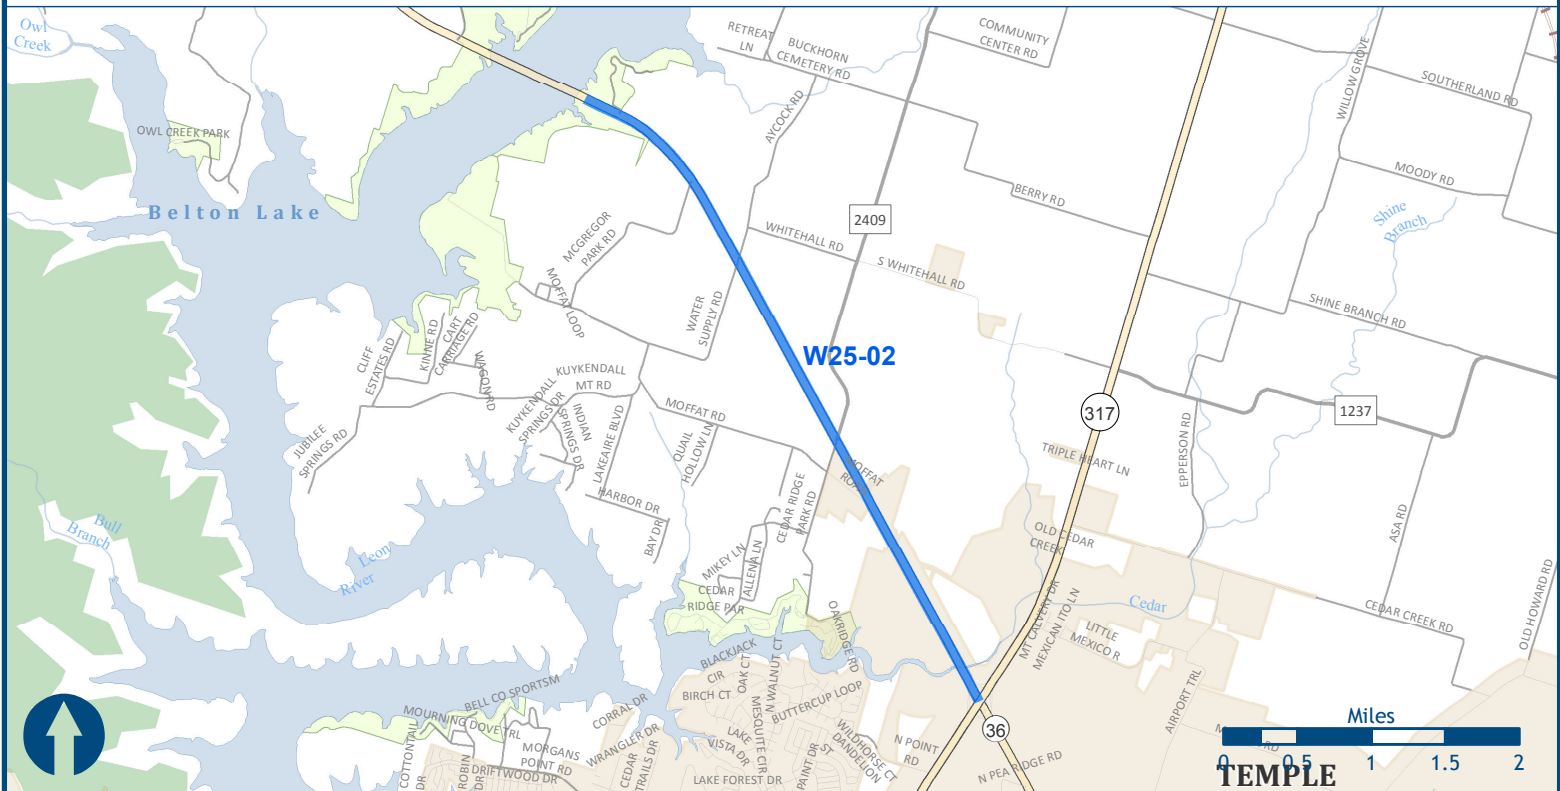 Owl
Creek
RETREAT
LN
BUCKHORN
CEMETERY RD
COMMUNITY
CENTER RD
WILLOW GROVE
SOUTHERLAND RD
OWL CREEK PARK
AYCOCK RD
MOODY RD
BERRY RD
Belton Lake
2409
Shine
Branch
MCGREGOR
PARK RD
WHITEHALL RD
S WHITEHALL RD
MOFFAT LOOP
WATER
SUPPLY RD
SHINE BRANCH RD
CLIFF
ESTATES RD
KINNE RD
CART
CARRIAGE RD
WAGON RD
W25-02
KUYKENDALL
MT RD
KUYKENDALL
SPRINGS DR
INDIAN
SPRINGS DR
LAKEAIRE BLVD
MOFFAT RD
317
1237
JUBILEE
SPRINGS RD
QUAIL
HOLLOW LN
EPPERSON RD
TRIPLE HEART LN
MOFFAT
HARBOR DR
BAY DR
CEDAR RIDGE
PARK RD
ASA RD
Bull
Branch
OLD CEDAR
CREEK
Leon
River
MIKEY LN
ALLENA LN
CEDAR
RIDGE PAR
OLD HOWARD RD
MT CALVERY DR
MEXICAN ITO LN
Cedar
CEDAR CREEK RD
OAKRIDGE RD
LITTLE
MEXICO R
BLACKJACK
CIR
OAK CT
N WALNUT CT
BIRCH CT
BELL CO SPORTSM
MOURNING DOVE TRL
CORRAL DR
MESQUITE CIR
BUTTERCUP LOOP
AIRPORT TRL
COTTONTAIL
DR
ROBIN
DR
MORGANS
POINT RD
WRANGLER DR
LAKE
VISTA DR
WILDHORSE CT
DANDELION
ST
N POINT
RD
36
Miles
DRIFTWOOD DR
CEDAR
TRAILS DR
LAKE FOREST DR
PAINT DR
N PEA RIDGE RD
0 0.5 1 1.5 2
TEMPLE